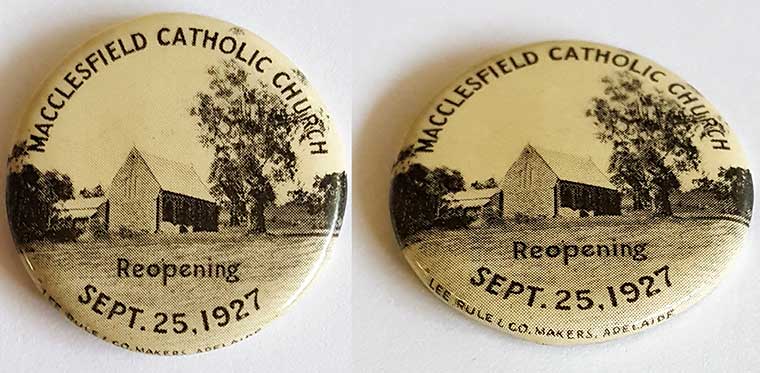 MACCLESFIELD CATHOLIC CHURCH
Reopening
SEPT. 25, 1927
LEE RULE & CO. MAKERS, ADELAIDE
MACCLESFIELD CATHOLIC CHURCH
Reopening
SEPT. 25, 1927
LEE RULE & CO. MAKERS, ADELAIDE